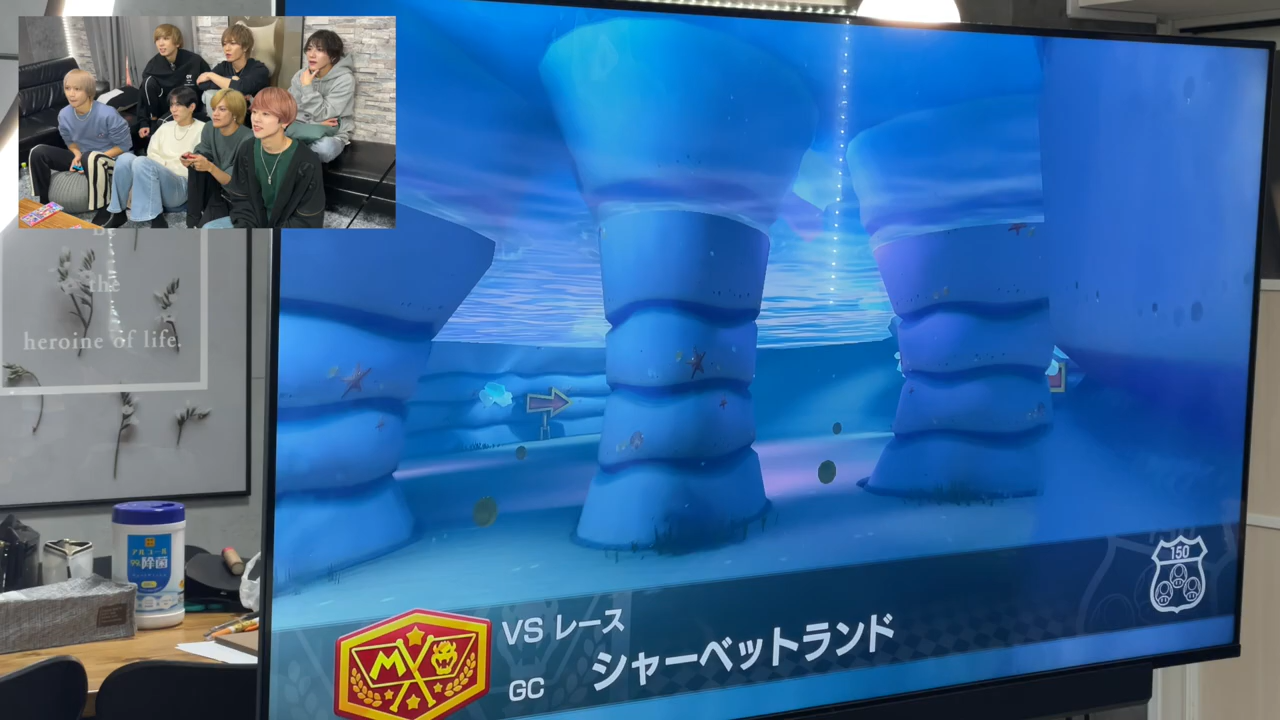 the
heroine of life.
アルコール
99%除菌
VS レース
GC シャーベットランド
150
M